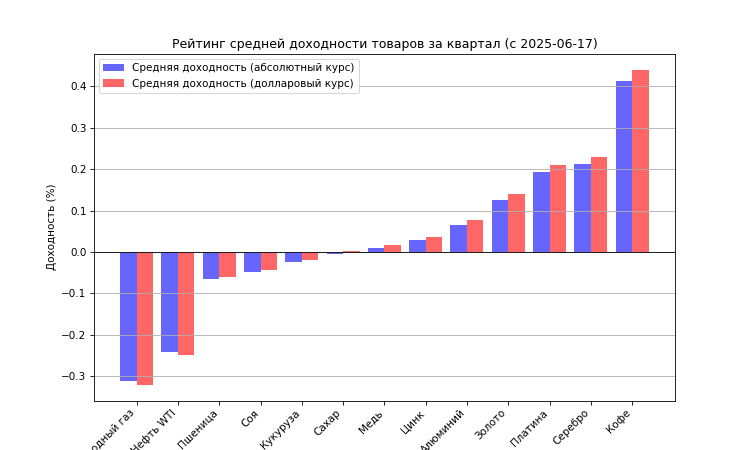 Рейтинг средней доходности товаров за квартал (с 2025-06-17)
Средняя доходность (абсолютный курс)
Средняя доходность (долларовый курс)
Доходность (%)
0.4
0.3
0.2
0.1
0.0
−0.1
−0.2
−0.3
газ
Нефть WTI
Пшеница
Соя
Кукуруза
Сахар
Медь
Цинк
Алюминий
Золото
Платина
Серебро
Кофе